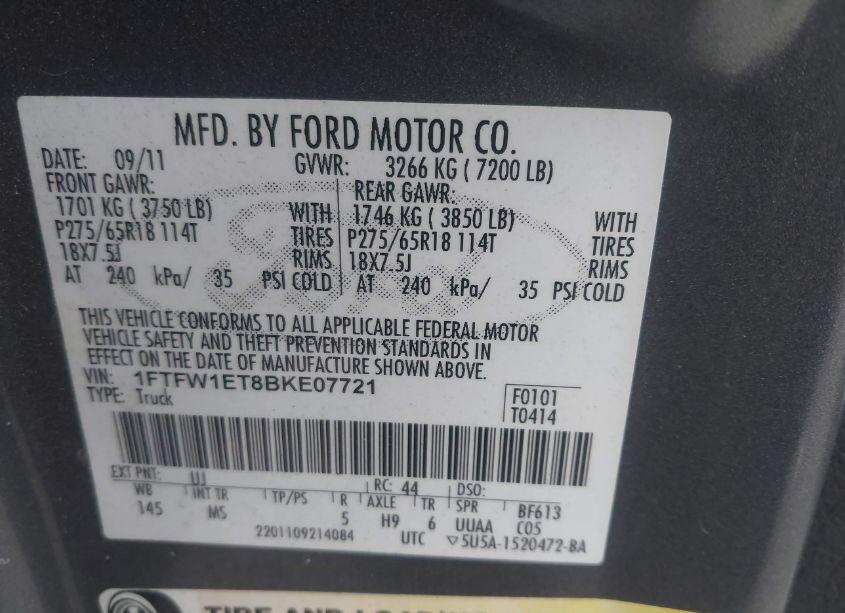 MFD. BY FORD MOTOR CO.
DATE: 09/11 GVWR: 3266 KG ( 7200 LB)
FRONT GAWR: REAR GAWR:
1701 KG ( 3750 LB) WITH 1746 KG ( 3850 LB) WITH
P275/65R18 114T TIRES P275/65R18 114T TIRES
18X7.5J RIMS 18X7.5J RIMS
AT 240 kPa/ 35 PSI COLD AT 240 kPa/ 35 PSI COLD
THIS VEHICLE CONFORMS TO ALL APPLICABLE FEDERAL MOTOR
VEHICLE SAFETY AND THEFT PREVENTION STANDARDS IN
EFFECT ON THE DATE OF MANUFACTURE SHOWN ABOVE.
VIN: 1FTFW1ET8BKE07721 F0101
TYPE: Truck T0414
EXT PNT: UJ RC: 44 DSO:
WB INT TR TP/PS R AXLE TR SPR BF613
145 MS 5 H9 6 UUAA C05
2201109214084 UTC ▽5U5A-1520472-BA
TIRE AND